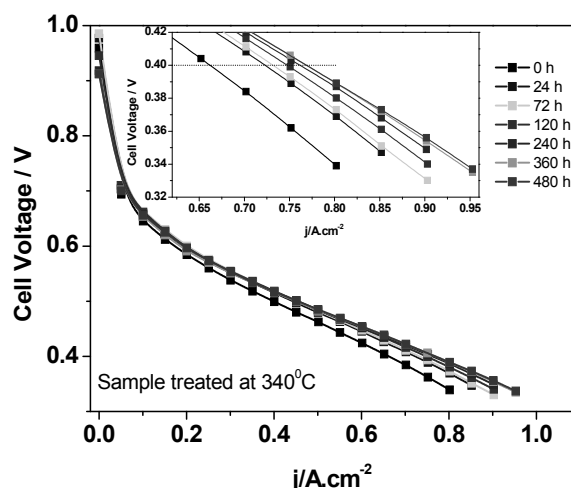 0.42
0.40
0.38
0.36
0.34
0.32
Cell Voltage / V
0.65 0.70 0.75 0.80 0.85 0.90 0.95
j/A.cm-2
0 h
24 h
72 h
120 h
240 h
360 h
480 h
1.0
0.8
0.6
0.4
Cell Voltage / V
Sample treated at 340⁰C
0.0 0.2 0.4 0.6 0.8 1.0
j/A.cm-2